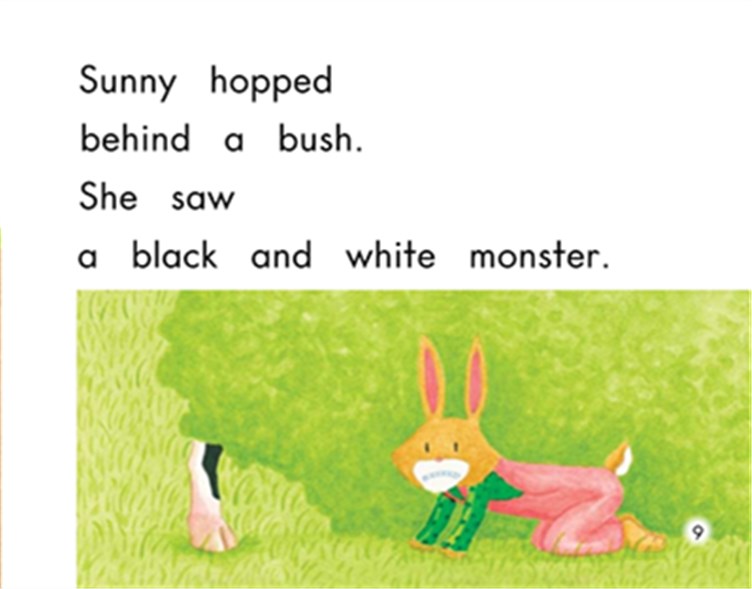 Sunny hopped
behind a bush.
She saw
a black and white monster.
9